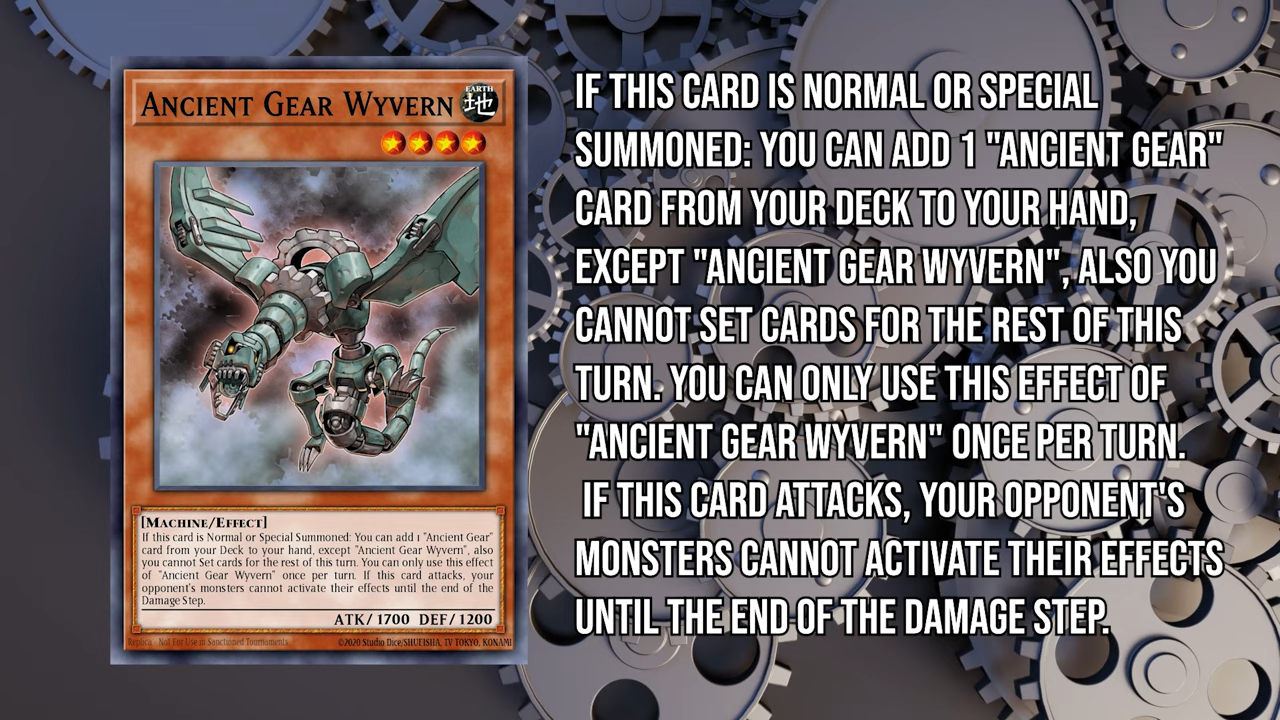 Ancient Gear Wyvern
EARTH
地
[Machine/Effect]
If this card is Normal or Special Summoned: You can add 1 "Ancient Gear"
card from your Deck to your hand, except "Ancient Gear Wyvern", also
you cannot Set cards for the rest of this turn. You can only use this effect
of "Ancient Gear Wyvern" once per turn. If this card attacks, your
opponent's monsters cannot activate their effects until the end of the
Damage Step.
ATK/ 1700 DEF/ 1200
Replica - Not For Use in Sanctioned Tournaments
©2020 Studio Dice/SHUEISHA, TV TOKYO, KONAMI
IF THIS CARD IS NORMAL OR SPECIAL
SUMMONED: YOU CAN ADD 1 "ANCIENT GEAR"
CARD FROM YOUR DECK TO YOUR HAND,
EXCEPT "ANCIENT GEAR WYVERN", ALSO YOU
CANNOT SET CARDS FOR THE REST OF THIS
TURN. YOU CAN ONLY USE THIS EFFECT OF
"ANCIENT GEAR WYVERN" ONCE PER TURN.
IF THIS CARD ATTACKS, YOUR OPPONENT'S
MONSTERS CANNOT ACTIVATE THEIR EFFECTS
UNTIL THE END OF THE DAMAGE STEP.